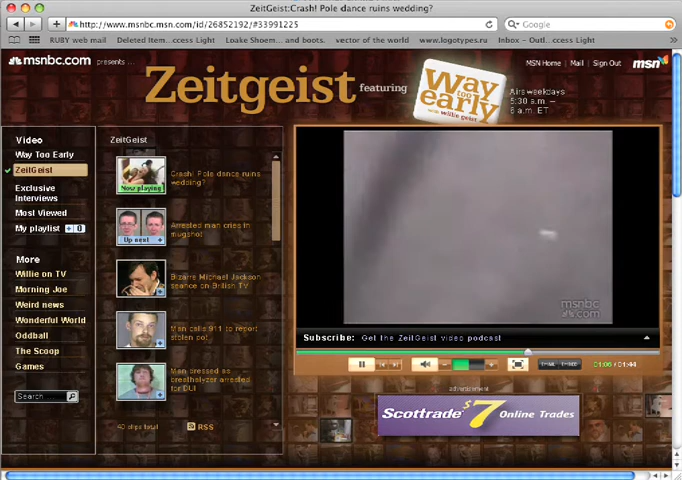 ZeitGeist:Crash! Pole dance ruins wedding?
http://www.msnbc.msn.com/id/26852192/#33991225
Google
RUBY web mail
Deleted Item...ccess Light
Loake Shoem... and boots.
vector of the world
www.logotypes.ru
Inbox – Outl...ccess Light
msnbc.com presents ...
MSN Home | Mail | Sign Out
msn
Zeitgeist featuring
Way too early
with willie geist
Airs weekdays
5:30 a.m. –
6 a.m. ET
Video
Way Too Early
ZeitGeist
Exclusive
Interviews
Most Viewed
My playlist + 0
More
Willie on TV
Morning Joe
Weird news
Wonderful World
Oddball
The Scoop
Games
Search
ZeitGeist
Crash! Pole dance ruins
wedding?
Now playing
Arrested man cries in
mugshot
Up next
Bizarre Michael Jackson
seance on British TV
Man calls 911 to report
stolen pot
Man dressed as
breathalyzer arrested
for DUI
40 clips total
RSS
msnbc
.com
Subscribe: Get the ZeitGeist video podcast
01:06 / 01:44
advertisement
Scottrade $7 Online Trades